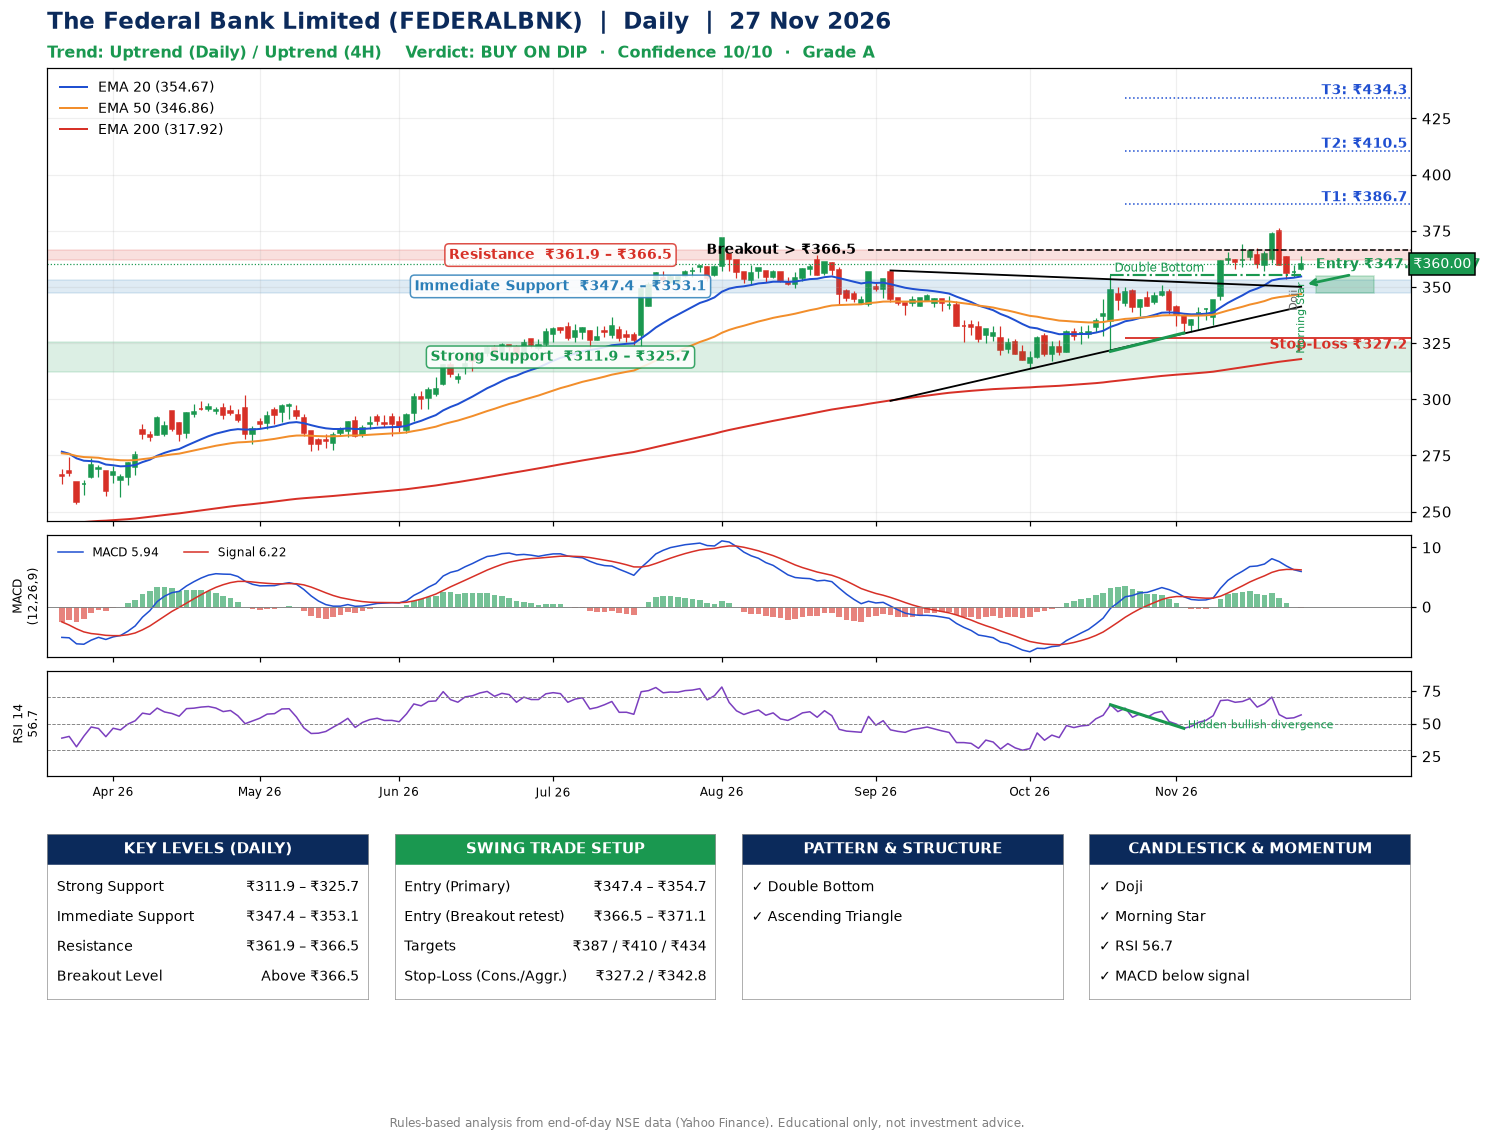 The Federal Bank Limited (FEDERALBNK) | Daily | 27 Nov 2026
Trend: Uptrend (Daily) / Uptrend (4H) Verdict: BUY ON DIP · Confidence 10/10 · Grade A
EMA 20 (354.67)
EMA 50 (346.86)
EMA 200 (317.92)
T3: ₹434.3
T2: ₹410.5
T1: ₹386.7
Breakout > ₹366.5
Resistance ₹361.9 – ₹366.5
Immediate Support ₹347.4 – ₹353.1
Strong Support ₹311.9 – ₹325.7
Double Bottom
Entry ₹347.
₹360.00
Doji
Morning Star
Stop-Loss ₹327.2
425
400
375
350
325
300
275
250
MACD 5.94 Signal 6.22
MACD
(12,26,9)
10
0
RSI 14
56.7
Hidden bullish divergence
75
50
25
Apr 26 May 26 Jun 26 Jul 26 Aug 26 Sep 26 Oct 26 Nov 26
KEY LEVELS (DAILY)
Strong Support ₹311.9 – ₹325.7
Immediate Support ₹347.4 – ₹353.1
Resistance ₹361.9 – ₹366.5
Breakout Level Above ₹366.5
SWING TRADE SETUP
Entry (Primary) ₹347.4 – ₹354.7
Entry (Breakout retest) ₹366.5 – ₹371.1
Targets ₹387 / ₹410 / ₹434
Stop-Loss (Cons./Aggr.) ₹327.2 / ₹342.8
PATTERN & STRUCTURE
✓ Double Bottom
✓ Ascending Triangle
CANDLESTICK & MOMENTUM
✓ Doji
✓ Morning Star
✓ RSI 56.7
✓ MACD below signal
Rules-based analysis from end-of-day NSE data (Yahoo Finance). Educational only, not investment advice.